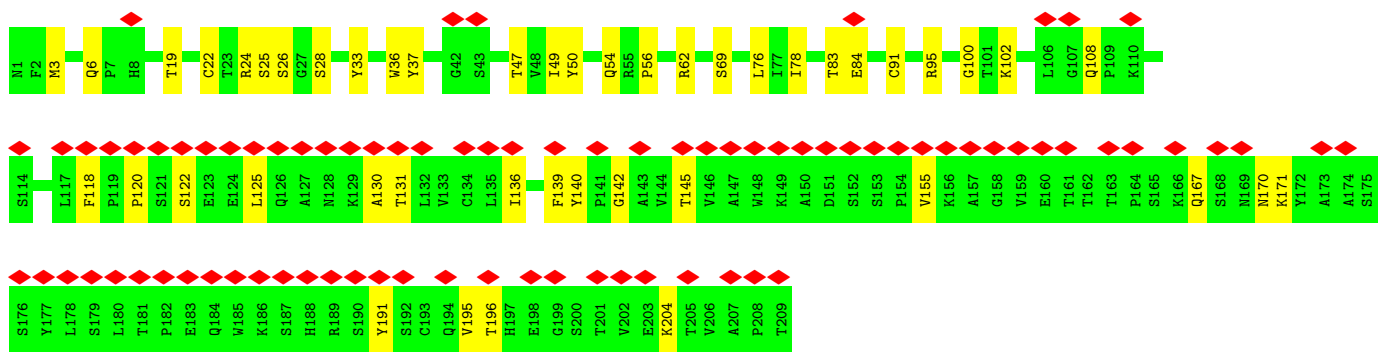 N1 F2 M3 Q6 P7 H8 T19 C22 T23 R24 S25 S26 G27 S28 Y33 W36 Y37 G42 S43 T47 V48 I49 Y50 Q54 R55 P56 R62 S69 L76 I77 I78 T83 E84 C91 R95 G100 T101 K102 L106 G107 Q108 P109 K110
S114 L117 F118 P119 P120 S121 S122 E123 E124 L125 Q126 A127 N128 K129 A130 T131 L132 V133 C134 L135 I136 F139 Y140 P141 G142 A143 V144 T145 V146 A147 W148 K149 A150 D151 S152 S153 P154 V155 K156 A157 G158 V159 E160 T161 T162 T163 P164 S165 K166 Q167 S168 N169 N170 K171 Y172 A173 A174 S175
S176 Y177 L178 S179 L180 T181 P182 E183 Q184 W185 K186 S187 H188 R189 S190 Y191 S192 C193 Q194 V195 T196 H197 E198 G199 S200 T201 V202 E203 K204 T205 V206 A207 P208 T209